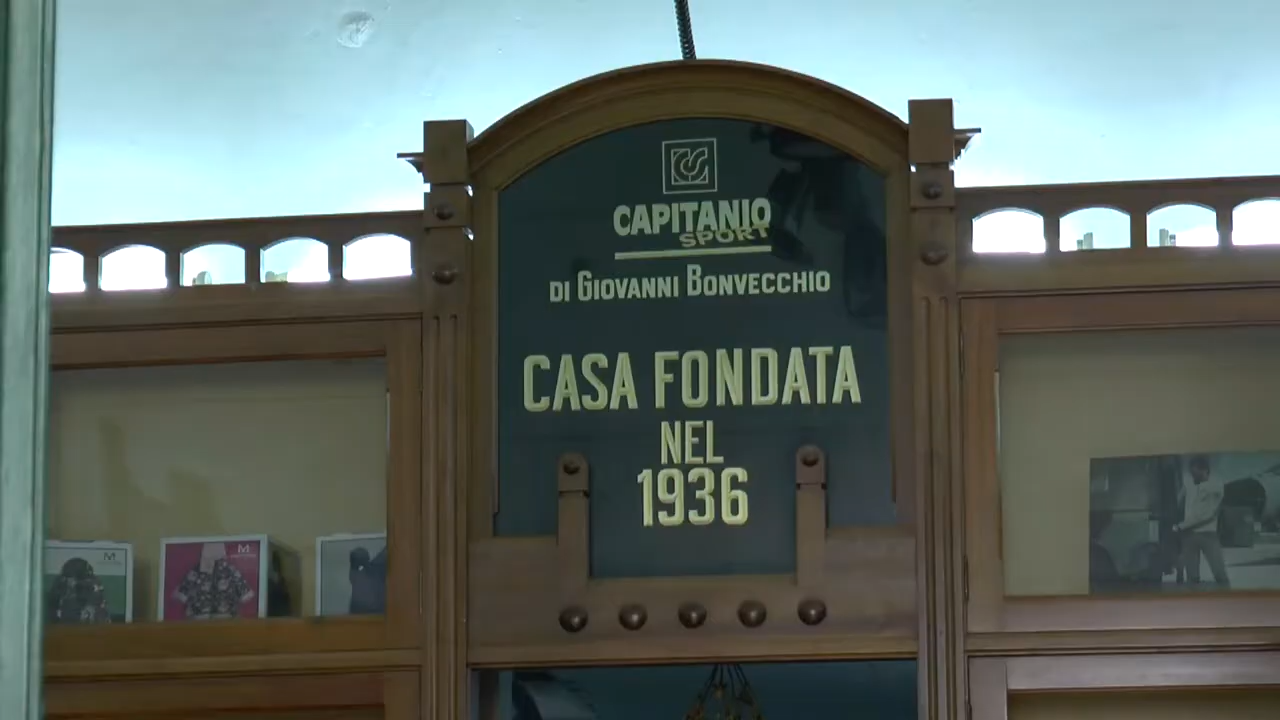 CAPITANIO
SPORT
DI GIOVANNI BONVECCHIO
CASA FONDATA
NEL
1936
M
M